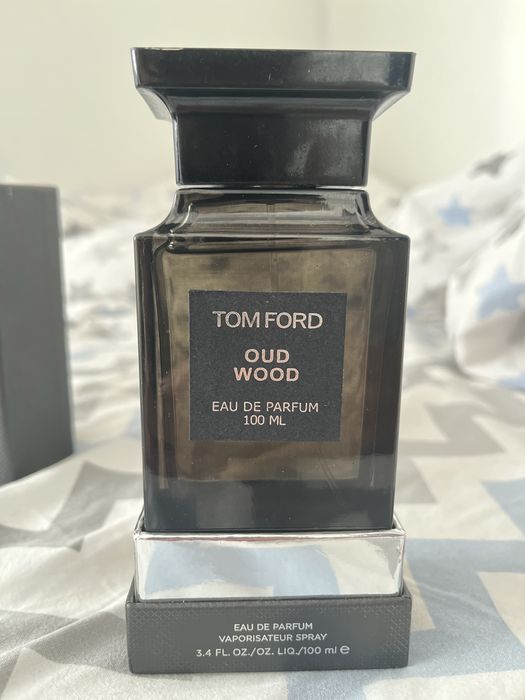 TOM FORD
OUD
WOOD
EAU DE PARFUM
100 ML
EAU DE PARFUM
VAPORISATEUR SPRAY
3.4 FL. OZ./OZ. LIQ./100 ml ℮